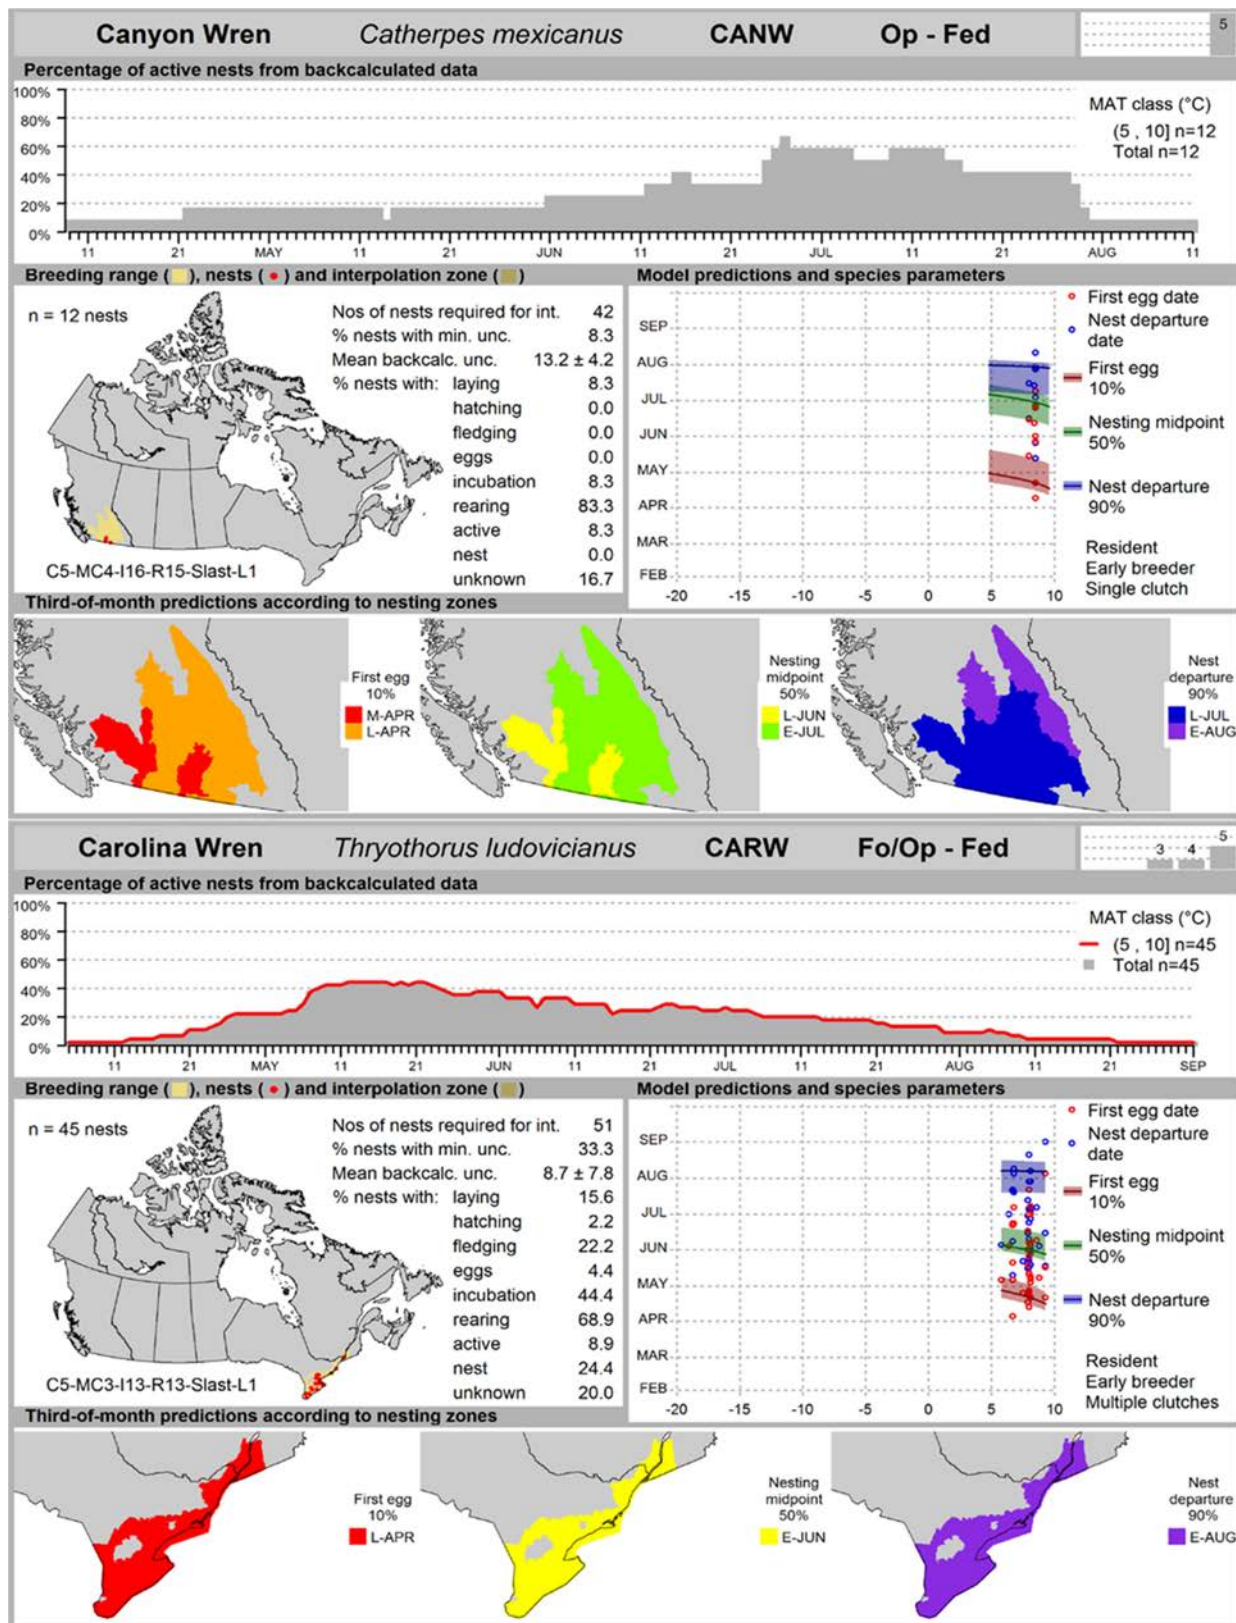 Canyon Wren Catherpes mexicanus CANW Op - Fed 5
Percentage of active nests from backcalculated data
100%
80%
60%
40%
20%
0%
MAT class (°C)
(5 , 10] n=12
Total n=12
11 21 MAY 11 21 JUN 11 21 JUL 11 21 AUG 11
Breeding range ( ), nests ( • ) and interpolation zone ( )
n = 12 nests
Nos of nests required for int. 42
% nests with min. unc. 8.3
Mean backcalc. unc. 13.2 ± 4.2
% nests with: laying 8.3
hatching 0.0
fledging 0.0
eggs 0.0
incubation 8.3
rearing 83.3
active 8.3
nest 0.0
unknown 16.7
C5-MC4-I16-R15-Slast-L1
Model predictions and species parameters
SEP
AUG
JUL
JUN
MAY
APR
MAR
FEB
-20 -15 -10 -5 0 5 10
First egg date
Nest departure
date
First egg
10%
Nesting midpoint
50%
Nest departure
90%
Resident
Early breeder
Single clutch
Third-of-month predictions according to nesting zones
First egg
10%
M-APR
L-APR
Nesting
midpoint
50%
L-JUN
E-JUL
Nest
departure
90%
L-JUL
E-AUG
Carolina Wren Thryothorus ludovicianus CARW Fo/Op - Fed 3 4 5
Percentage of active nests from backcalculated data
100%
80%
60%
40%
20%
0%
MAT class (°C)
(5 , 10] n=45
Total n=45
11 21 MAY 11 21 JUN 11 21 JUL 11 21 AUG 11 21 SEP
Breeding range ( ), nests ( • ) and interpolation zone ( )
n = 45 nests
Nos of nests required for int. 51
% nests with min. unc. 33.3
Mean backcalc. unc. 8.7 ± 7.8
% nests with: laying 15.6
hatching 2.2
fledging 22.2
eggs 4.4
incubation 44.4
rearing 68.9
active 8.9
nest 24.4
unknown 20.0
C5-MC3-I13-R13-Slast-L1
Model predictions and species parameters
SEP
AUG
JUL
JUN
MAY
APR
MAR
FEB
-20 -15 -10 -5 0 5 10
First egg date
Nest departure
date
First egg
10%
Nesting midpoint
50%
Nest departure
90%
Resident
Early breeder
Multiple clutches
Third-of-month predictions according to nesting zones
First egg
10%
L-APR
Nesting
midpoint
50%
E-JUN
Nest
departure
90%
E-AUG